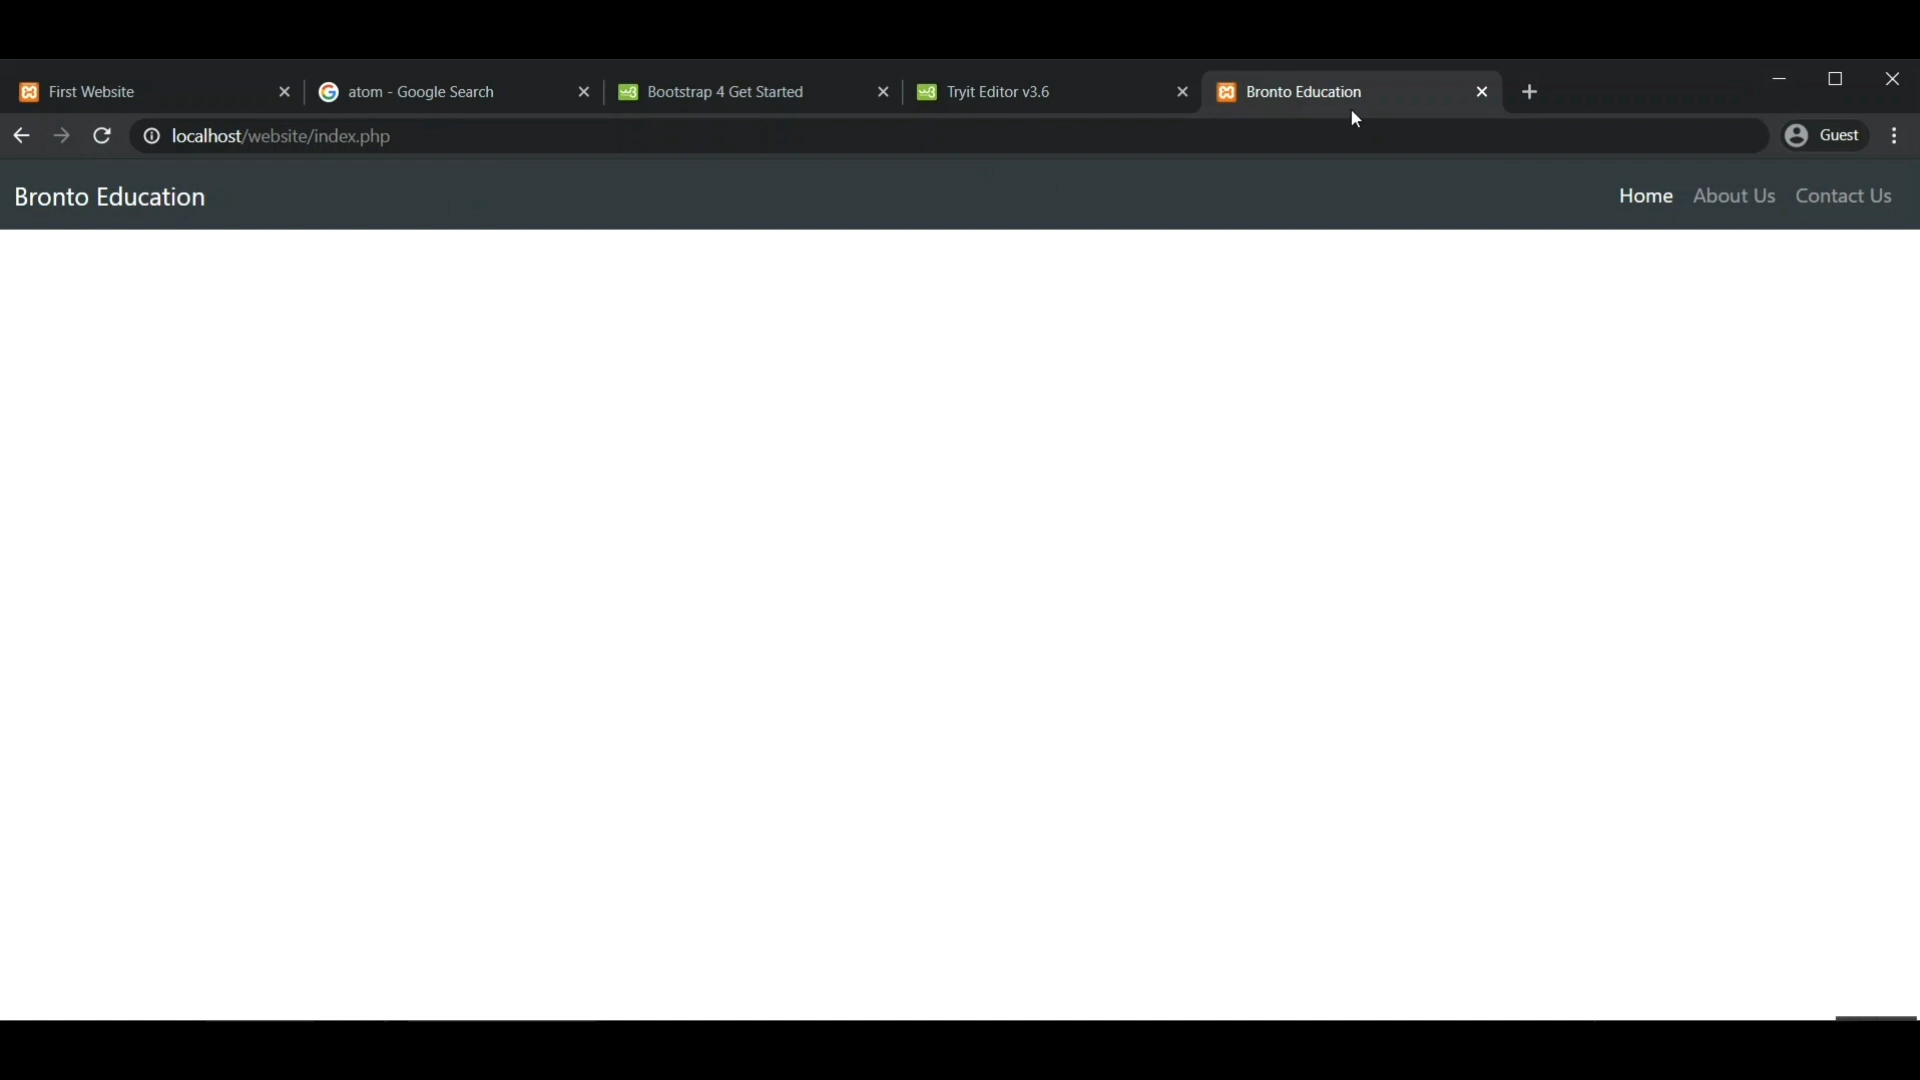 First Website
atom - Google Search
Bootstrap 4 Get Started
Tryit Editor v3.6
Bronto Education
localhost/website/index.php
Guest
Bronto Education
Home About Us Contact Us